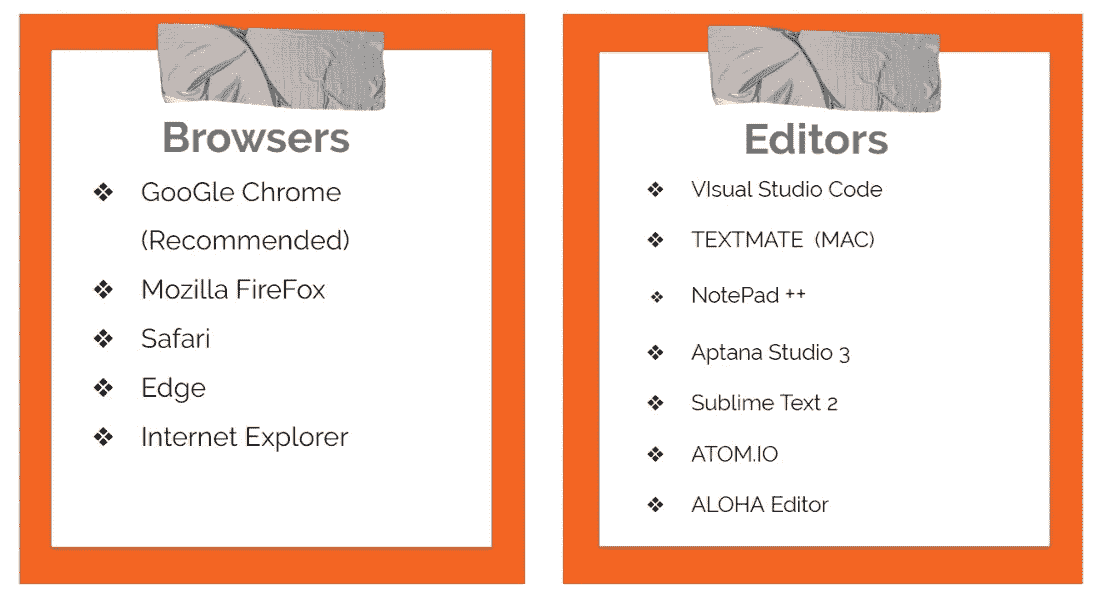 Browsers
❖ GooGle Chrome
(Recommended)
❖ Mozilla FireFox
❖ Safari
❖ Edge
❖ Internet Explorer
Editors
❖ VIsual Studio Code
❖ TEXTMATE (MAC)
❖ NotePad ++
❖ Aptana Studio 3
❖ Sublime Text 2
❖ ATOM.IO
❖ ALOHA Editor